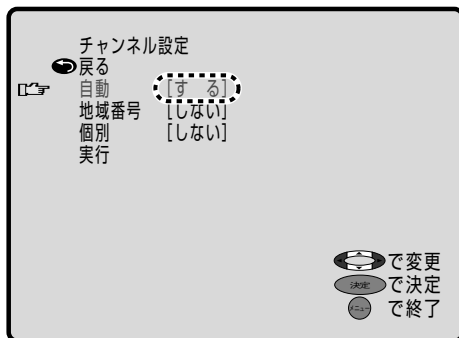 チャンネル設定
戻る
自動 [す る]
地域番号 [しない]
個別 [しない]
実行
で変更
決定 で決定
メニュー で終了